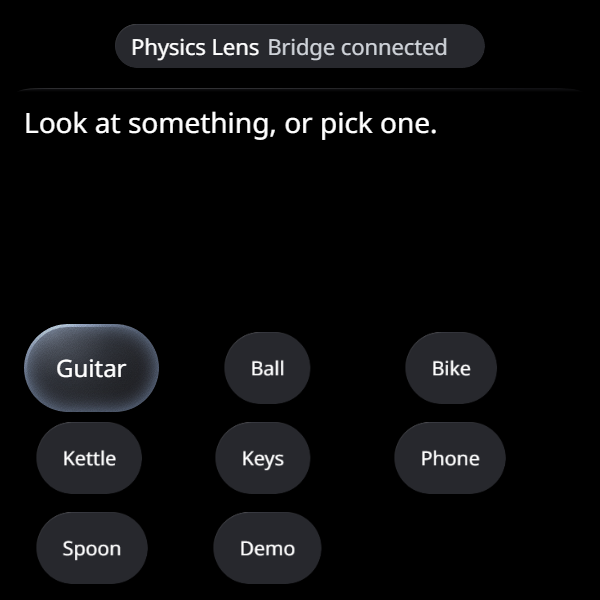 Physics Lens Bridge connected
Look at something, or pick one.
Guitar Ball Bike
Kettle Keys Phone
Spoon Demo